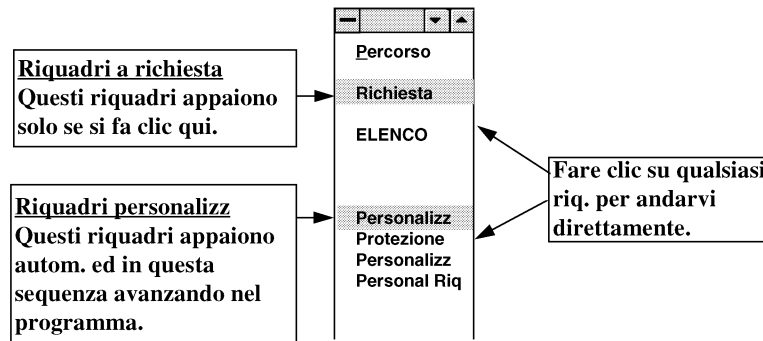 Percorso
Riquadri a richiesta
Questi riquadri appaiono
solo se si fa clic qui.
Richiesta
ELENCO
Fare clic su qualsiasi
riq. per andarvi
direttamente.
Riquadri personalizz
Questi riquadri appaiono
autom. ed in questa
sequenza avanzando nel
programma.
Personalizz
Protezione
Personalizz
Personal Riq